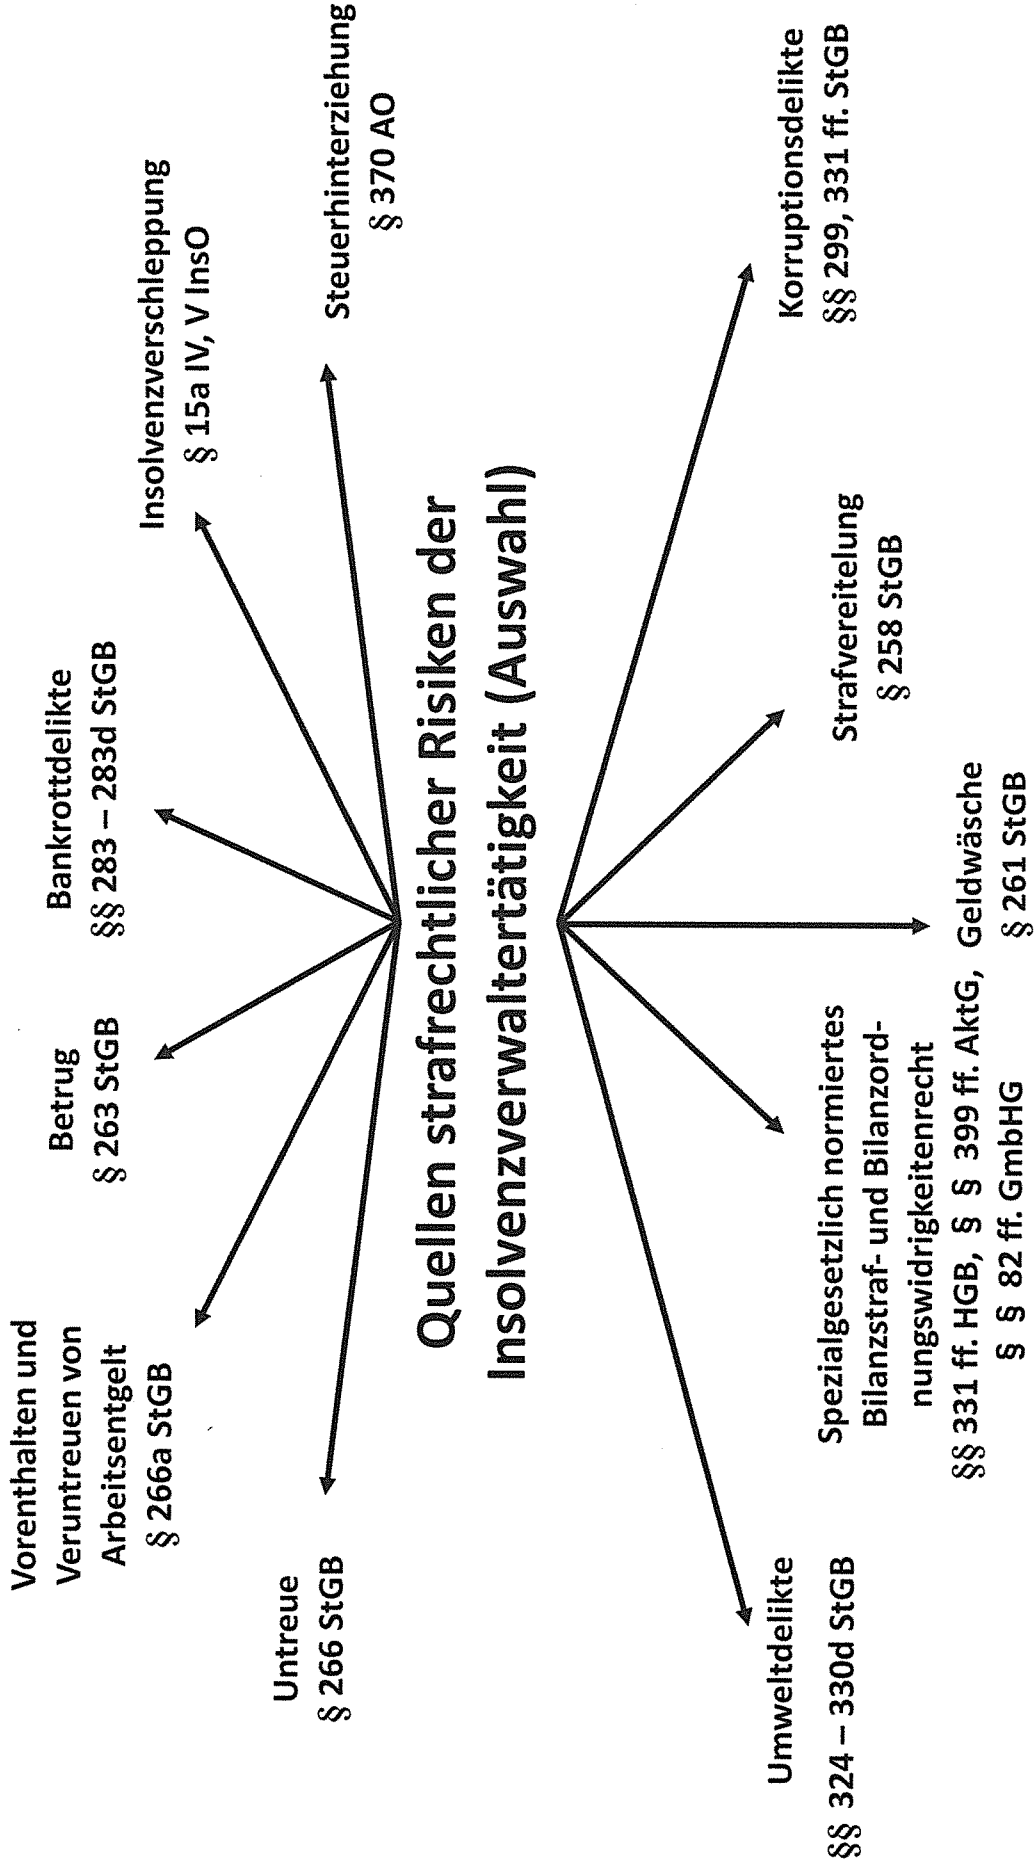 Vorenthalten und
Veruntreuen von
Arbeitsentgelt
§ 266a StGB
Betrug
§ 263 StGB
Bankrottdelikte
§§ 283 – 283d StGB
Insolvenzverschleppung
§ 15a IV, V InsO
Untreue
§ 266 StGB
Steuerhinterziehung
§ 370 AO
Quellen strafrechtlicher Risiken der
Insolvenzverwaltertätigkeit (Auswahl)
Umweltdelikte
§§ 324 – 330d StGB
Spezialgesetzlich normiertes
Bilanzstraf- und Bilanzord-
nungswidrigkeitenrecht
§§ 331 ff. HGB, § § 399 ff. AktG,
§ § 82 ff. GmbHG
Geldwäsche
§ 261 StGB
Strafvereitelung
§ 258 StGB
Korruptionsdelikte
§§ 299, 331 ff. StGB